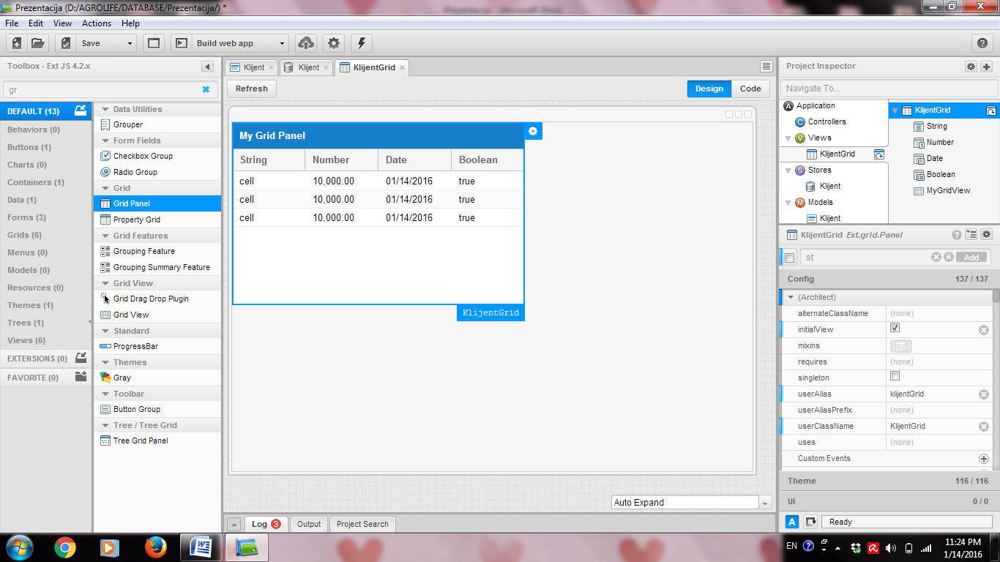 Prezentacija (D:/AGROLIFE/DATABASE/Prezentacija/) *
File Edit View Actions Help
Save
Build web app
Toolbox - Ext JS 4.2.x
gr
DEFAULT (13)
Behaviors (0)
Buttons (1)
Charts (0)
Containers (1)
Data (1)
Forms (3)
Grids (6)
Menus (0)
Models (0)
Resources (0)
Themes (1)
Trees (1)
Views (6)
EXTENSIONS (0)
FAVORITE (0)
Data Utilities
Grouper
Form Fields
Checkbox Group
Radio Group
Grid
Grid Panel
Property Grid
Grid Features
Grouping Feature
Grouping Summary Feature
Grid View
Grid Drag Drop Plugin
Grid View
Standard
ProgressBar
Themes
Gray
Toolbar
Button Group
Tree / Tree Grid
Tree Grid Panel
Klijent Klijent KlijentGrid
Refresh
Design Code
My Grid Panel
String Number Date Boolean
cell 10,000.00 01/14/2016 true
cell 10,000.00 01/14/2016 true
cell 10,000.00 01/14/2016 true
KlijentGrid
Auto Expand
Log 3 Output Project Search
Project Inspector
Navigate To...
Application
Controllers
Views
KlijentGrid
Stores
Klijent
Models
Klijent
KlijentGrid
String
Number
Date
Boolean
MyGridView
KlijentGrid Ext.grid.Panel
st
Add
Config 137 / 137
(Architect)
alternateClassName (none)
initialView
mixins
requires (none)
singleton
userAlias klijentGrid
userAliasPrefix (none)
userClassName KlijentGrid
uses (none)
Custom Events
Theme 116 / 116
UI 0 / 0
A Ready
EN
11:24 PM
1/14/2016